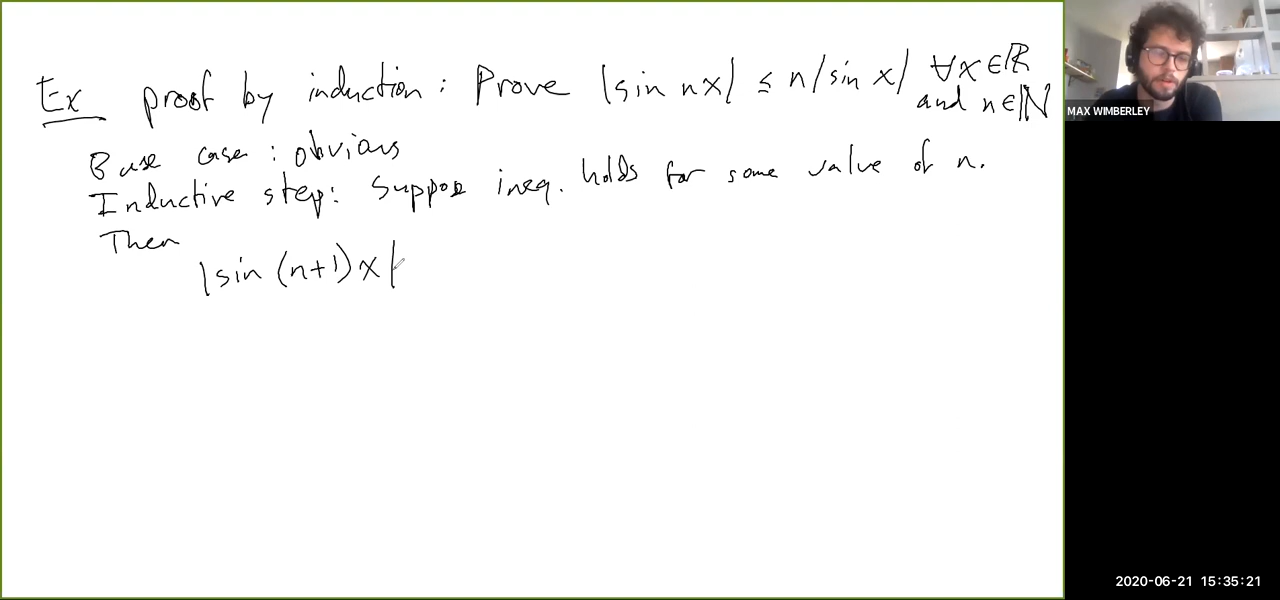 Ex proof by induction : Prove |sin nx| ≤ n|sin x| ∀x∈ℝ
and n∈ℕ
Base case : obvious
Inductive step: Suppose ineq. holds for some value of n.
Then
|sin (n+1)x|
MAX WIMBERLEY
2020-06-21 15:35:21